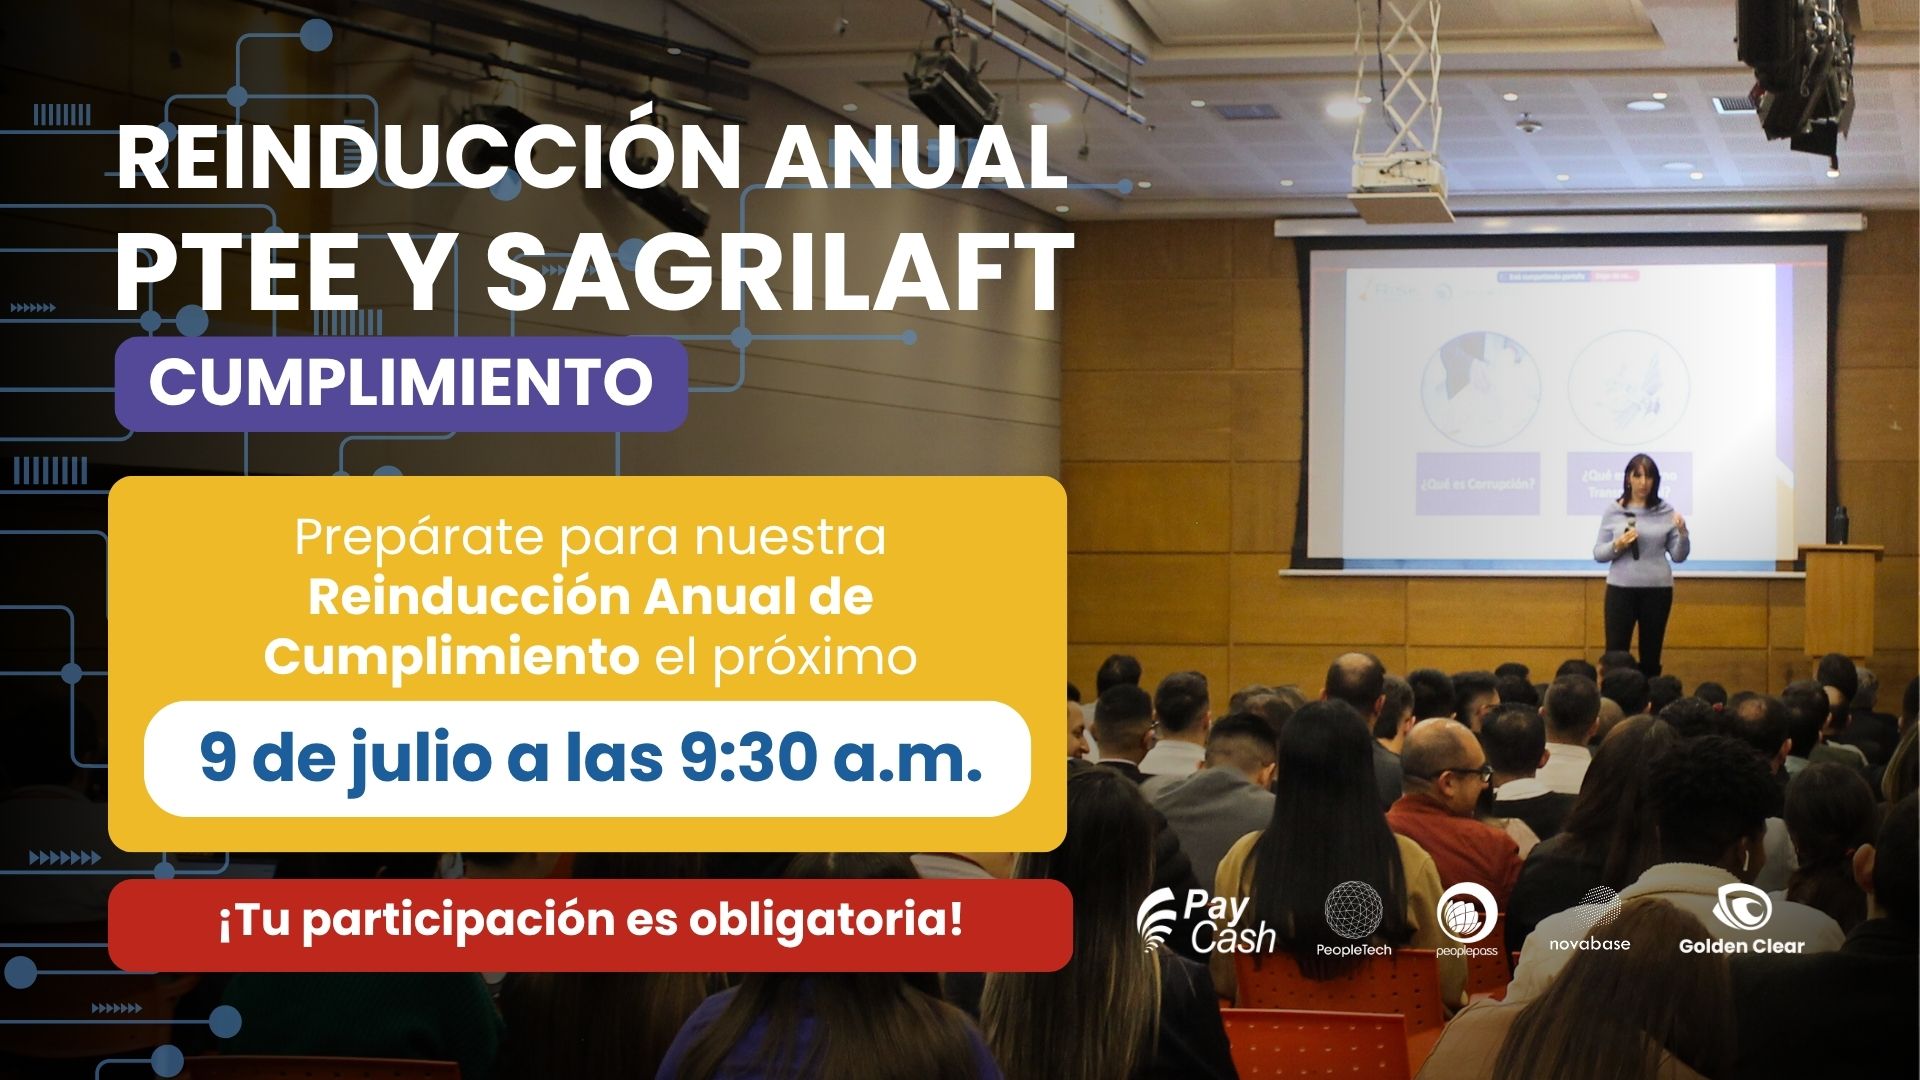 REINDUCCIÓN ANUAL
PTEE Y SAGRILAFT
CUMPLIMIENTO
Prepárate para nuestra
Reinducción Anual de
Cumplimiento el próximo
9 de julio a las 9:30 a.m.
¡Tu participación es obligatoria!
¿Qué es Corrupción?
¿Qué
Pay
Cash
PeopleTech
peoplepass
novabase
Golden Clear